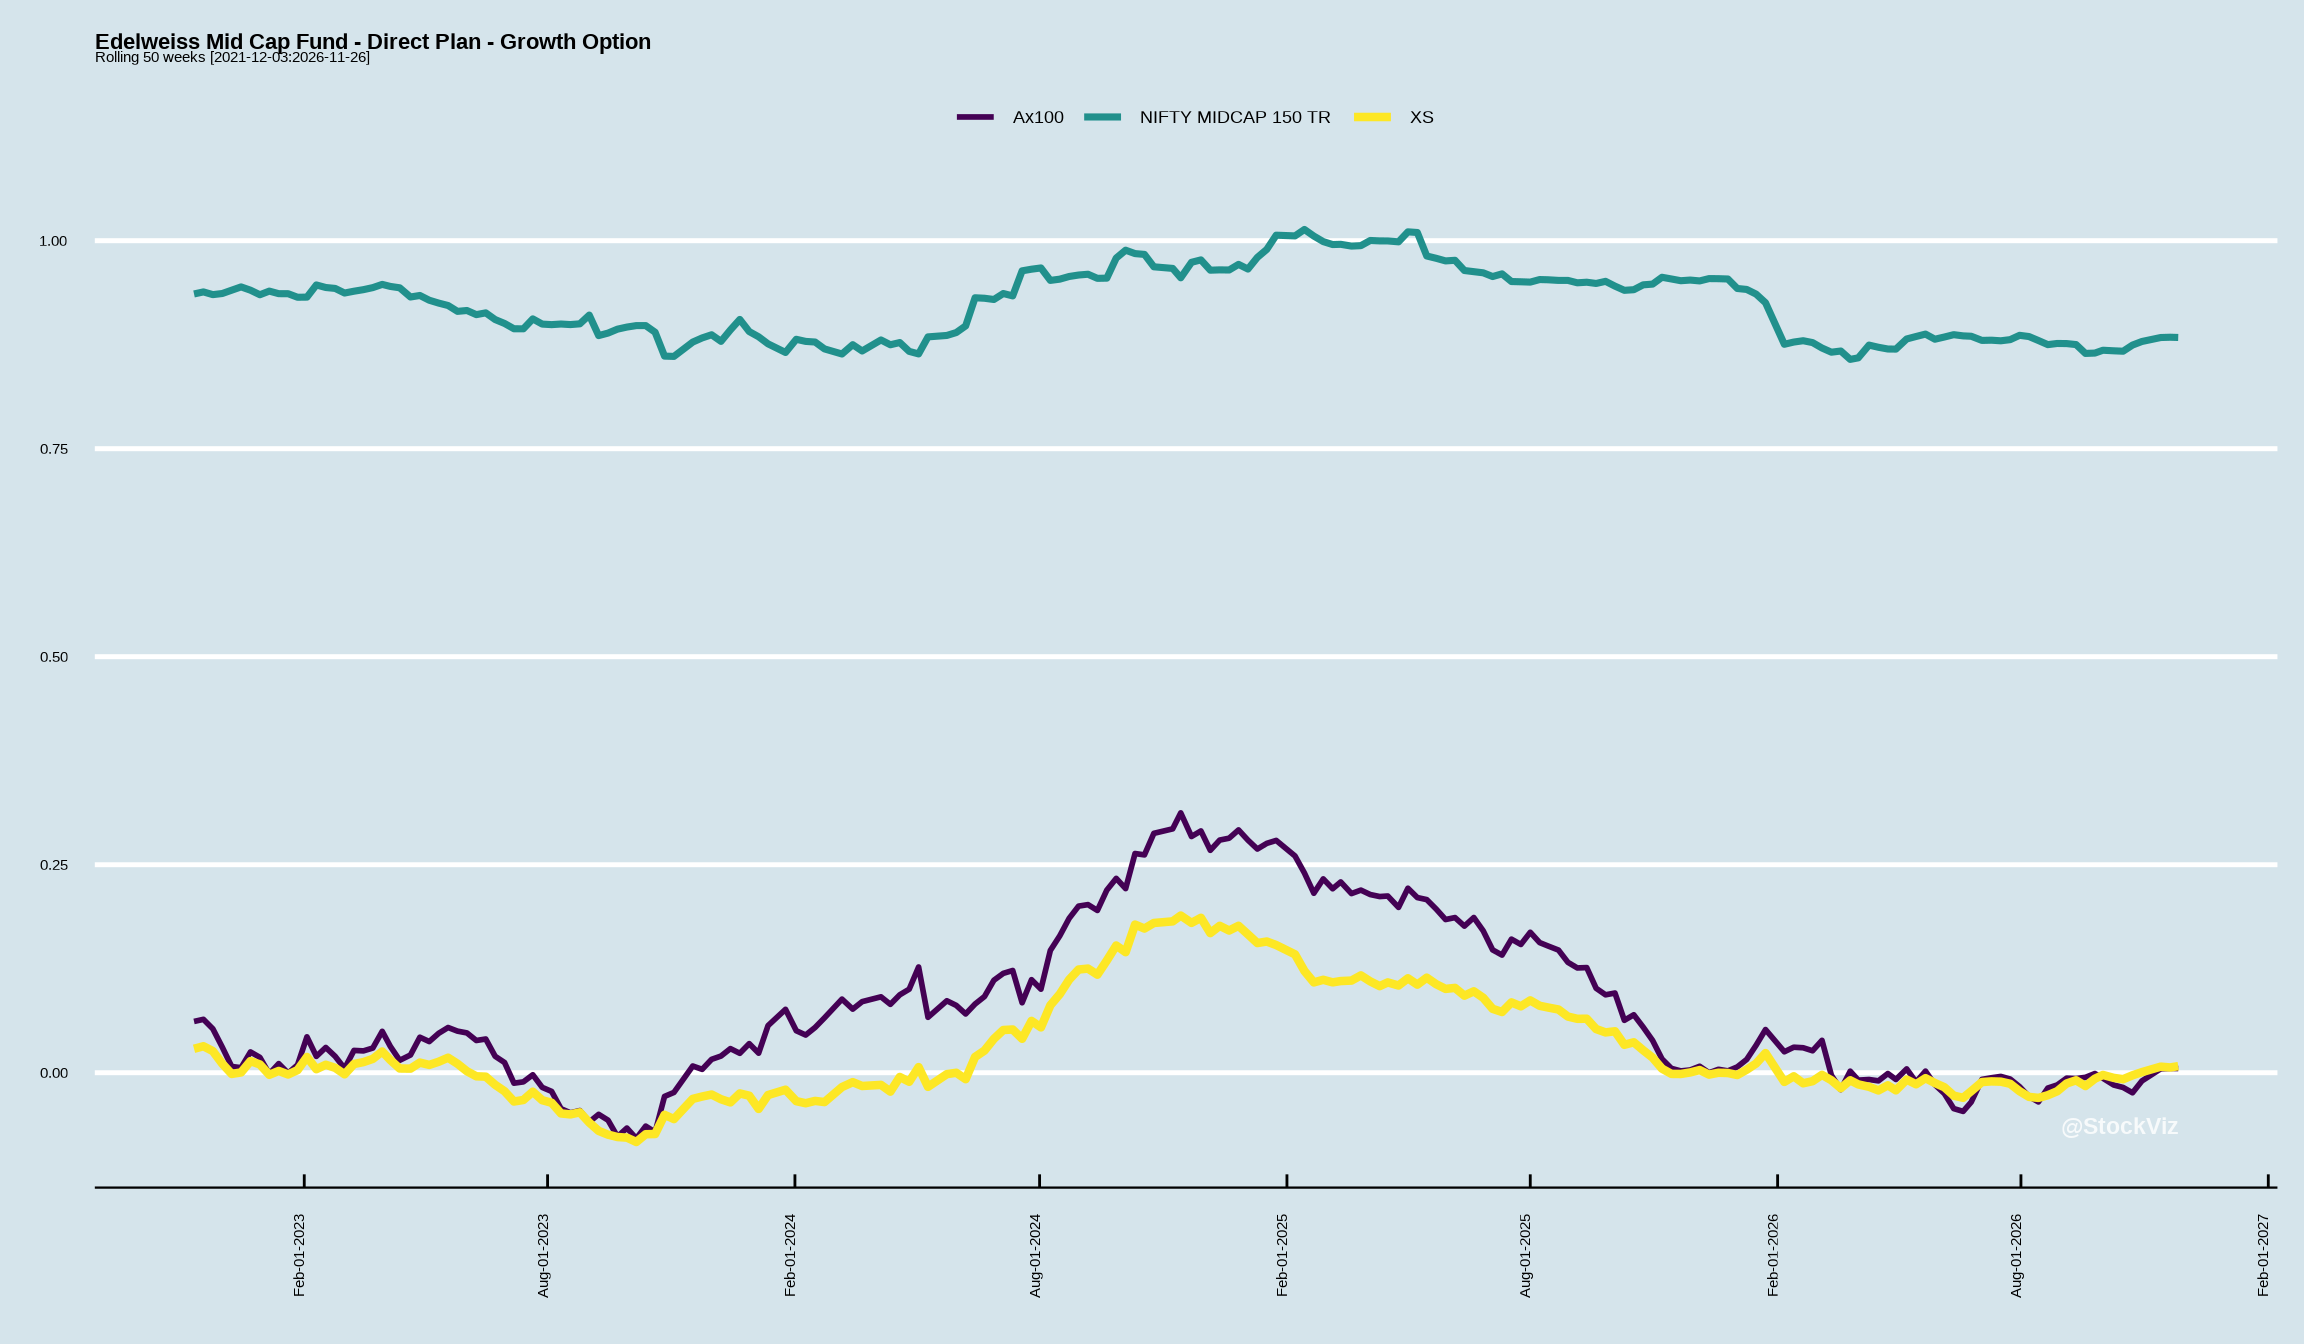 Edelweiss Mid Cap Fund - Direct Plan - Growth Option
Rolling 50 weeks [2021-12-03:2026-11-26]
Ax100 NIFTY MIDCAP 150 TR XS
1.00
0.75
0.50
0.25
0.00
@StockViz
Feb-01-2023
Aug-01-2023
Feb-01-2024
Aug-01-2024
Feb-01-2025
Aug-01-2025
Feb-01-2026
Aug-01-2026
Feb-01-2027